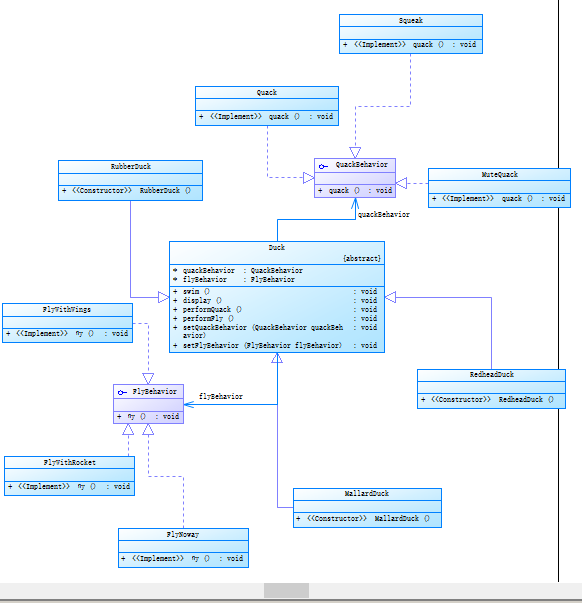 Squeak
+ <<Implement>> quack () : void
Quack
+ <<Implement>> quack () : void
QuackBehavior
+ quack () : void
RubberDuck
+ <<Constructor>> RubberDuck ()
MuteQuack
+ <<Implement>> quack () : void
quackBehavior
Duck
{abstract}
* quackBehavior : QuackBehavior
* flyBehavior : FlyBehavior
+ swim () : void
+ display () : void
+ performQuack () : void
+ performFly () : void
+ setQuackBehavior (QuackBehavior quackBeh : void
avior)
+ setFlyBehavior (FlyBehavior flyBehavior) : void
FlyWithWings
+ <<Implement>> fly () : void
RedheadDuck
+ <<Constructor>> RedheadDuck ()
FlyBehavior
+ fly () : void
flyBehavior
FlyWithRocket
+ <<Implement>> fly () : void
MallardDuck
+ <<Constructor>> MallardDuck ()
FlyNoway
+ <<Implement>> fly () : void